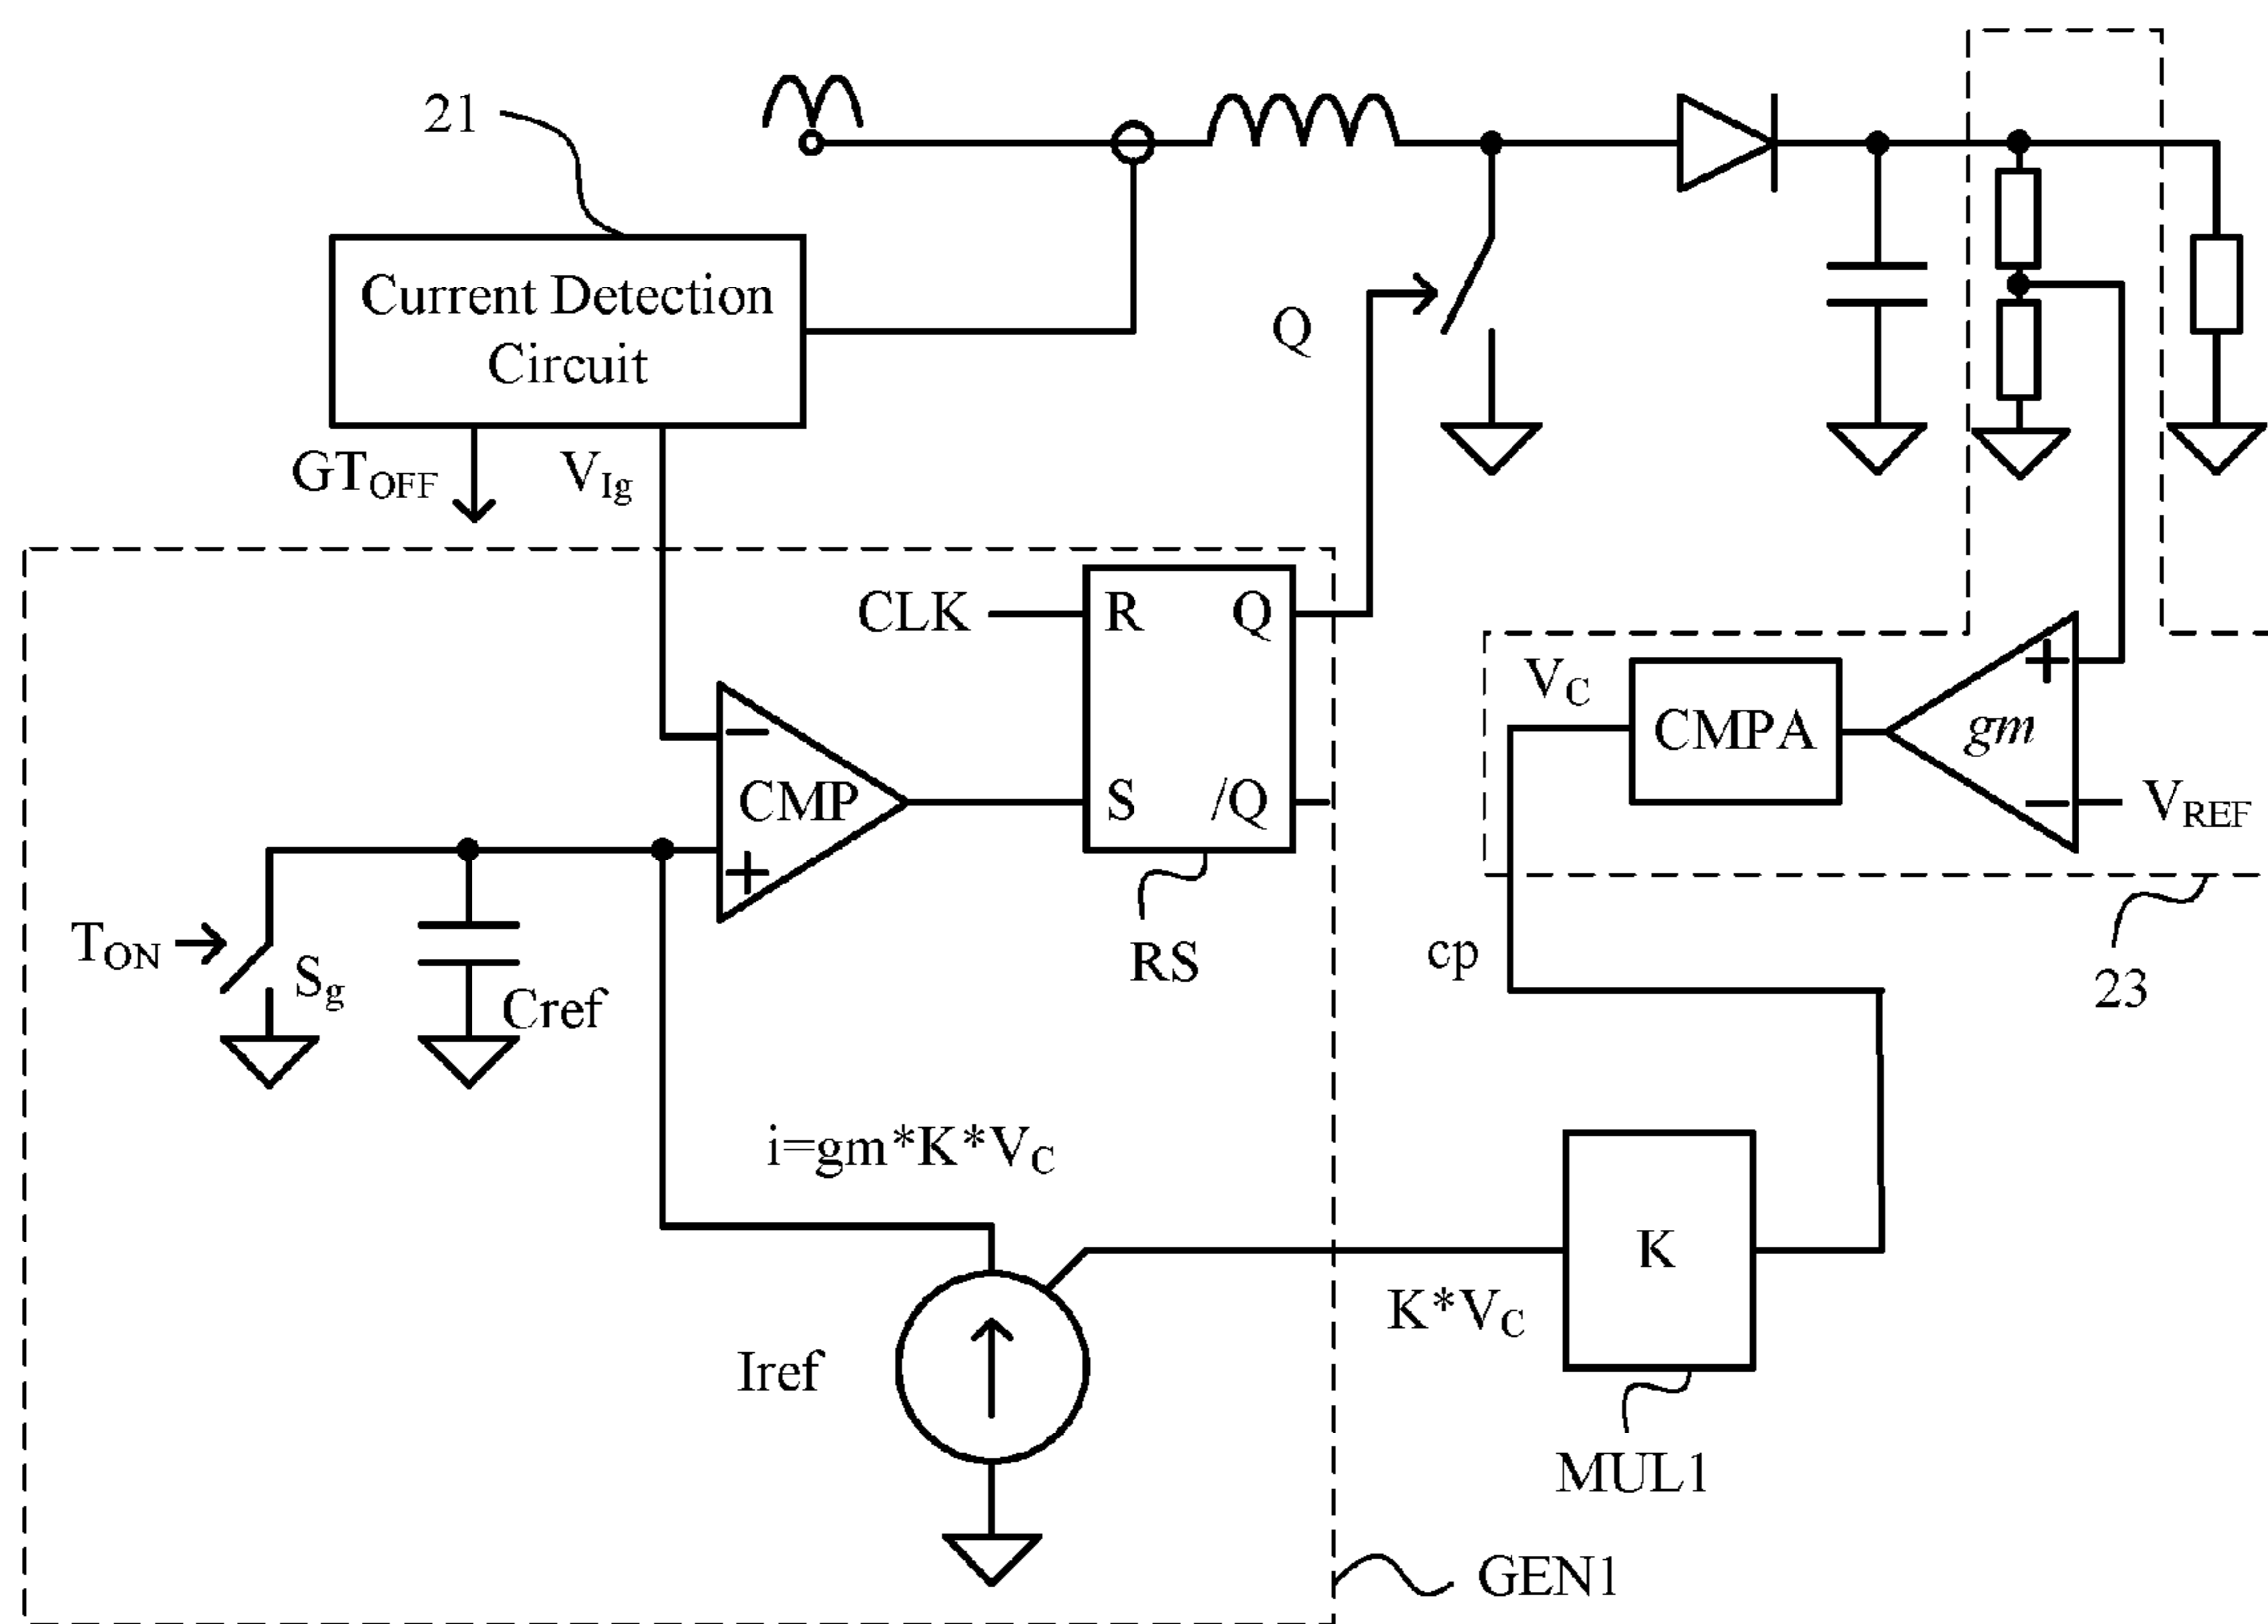 21
Current Detection
Circuit
GT_OFF
V_Ig
Q
CLK
R
Q
S
/Q
CMP
−
+
RS
T_ON
S_g
Cref
V_C
CMPA
gm
+
−
V_REF
cp
23
i=gm*K*V_C
Iref
K
K*V_C
MUL1
GEN1